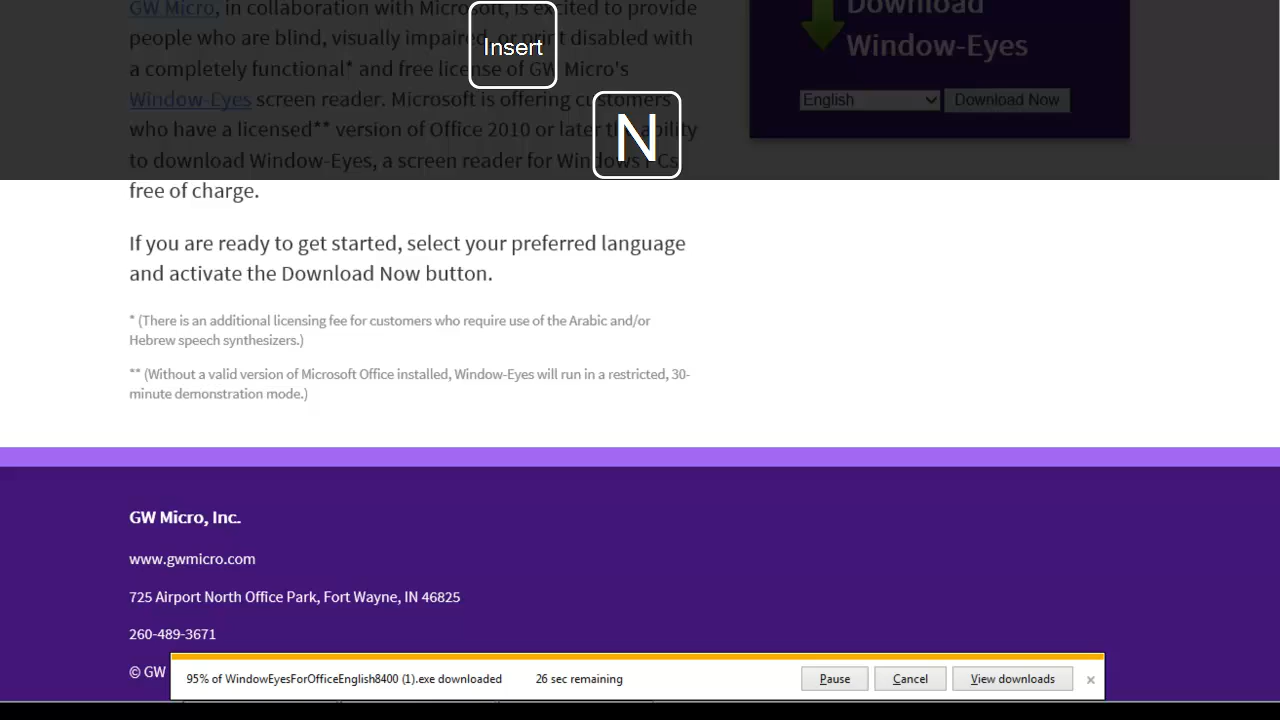 GW Micro, in collaboration with Microsoft, is excited to provide
people who are blind, visually impaired, or print disabled with
a completely functional* and free license of GW Micro's
Window-Eyes screen reader. Microsoft is offering customers
who have a licensed** version of Office 2010 or later the ability
to download Window-Eyes, a screen reader for Windows PCs
free of charge.
Insert
N
Download
Window-Eyes
English
Download Now
If you are ready to get started, select your preferred language
and activate the Download Now button.
* (There is an additional licensing fee for customers who require use of the Arabic and/or
Hebrew speech synthesizers.)
** (Without a valid version of Microsoft Office installed, Window-Eyes will run in a restricted, 30-
minute demonstration mode.)
GW Micro, Inc.
www.gwmicro.com
725 Airport North Office Park, Fort Wayne, IN 46825
260-489-3671
© GW
95% of WindowEyesForOfficeEnglish8400 (1).exe downloaded 26 sec remaining Pause Cancel View downloads x